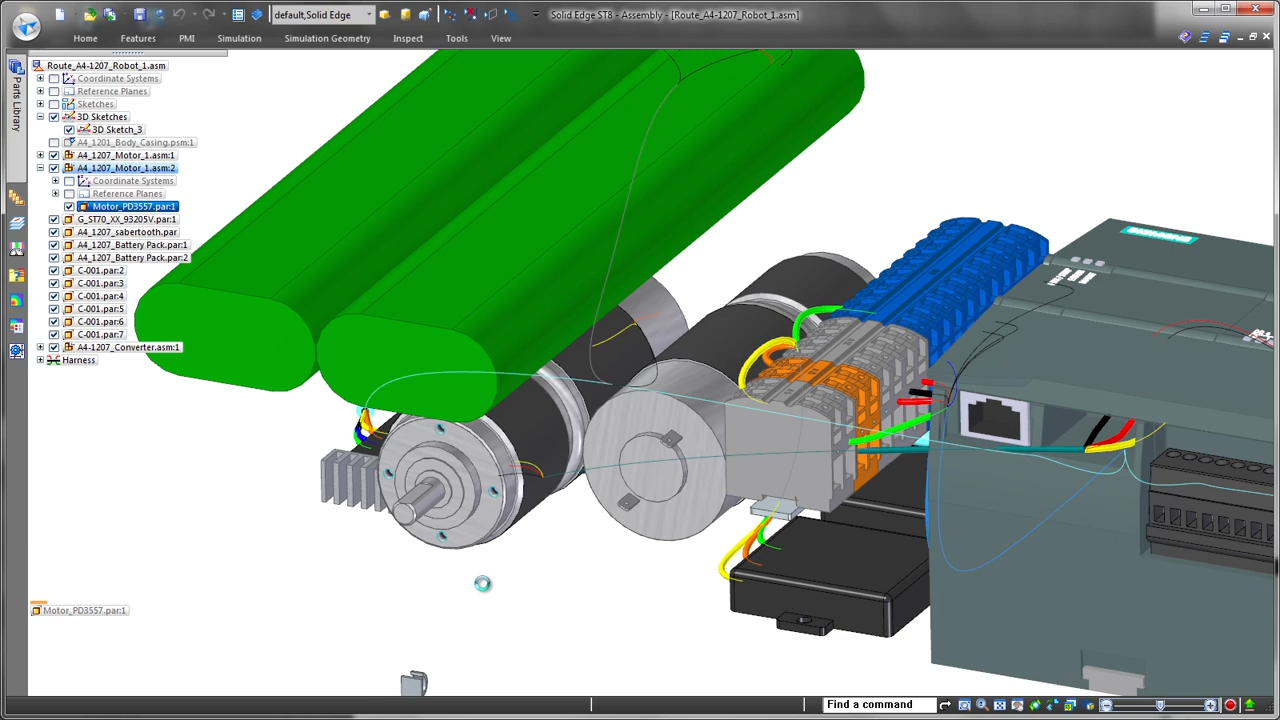 default,Solid Edge
Solid Edge ST8 - Assembly - [Route_A4-1207_Robot_1.asm]
Home
Features
PMI
Simulation
Simulation Geometry
Inspect
Tools
View
Parts Library
Route_A4-1207_Robot_1.asm
Coordinate Systems
Reference Planes
Sketches
3D Sketches
3D Sketch_3
A4_1201_Body_Casing.psm:1
A4_1207_Motor_1.asm:1
A4_1207_Motor_1.asm:2
Coordinate Systems
Reference Planes
Motor_PD3557.par:1
G_ST70_XX_93205V.par:1
A4_1207_sabertooth.par
A4_1207_Battery Pack.par:1
A4_1207_Battery Pack.par:2
C-001.par:2
C-001.par:3
C-001.par:4
C-001.par:5
C-001.par:6
C-001.par:7
A4-1207_Converter.asm:1
Harness
Motor_PD3557.par:1
Find a command